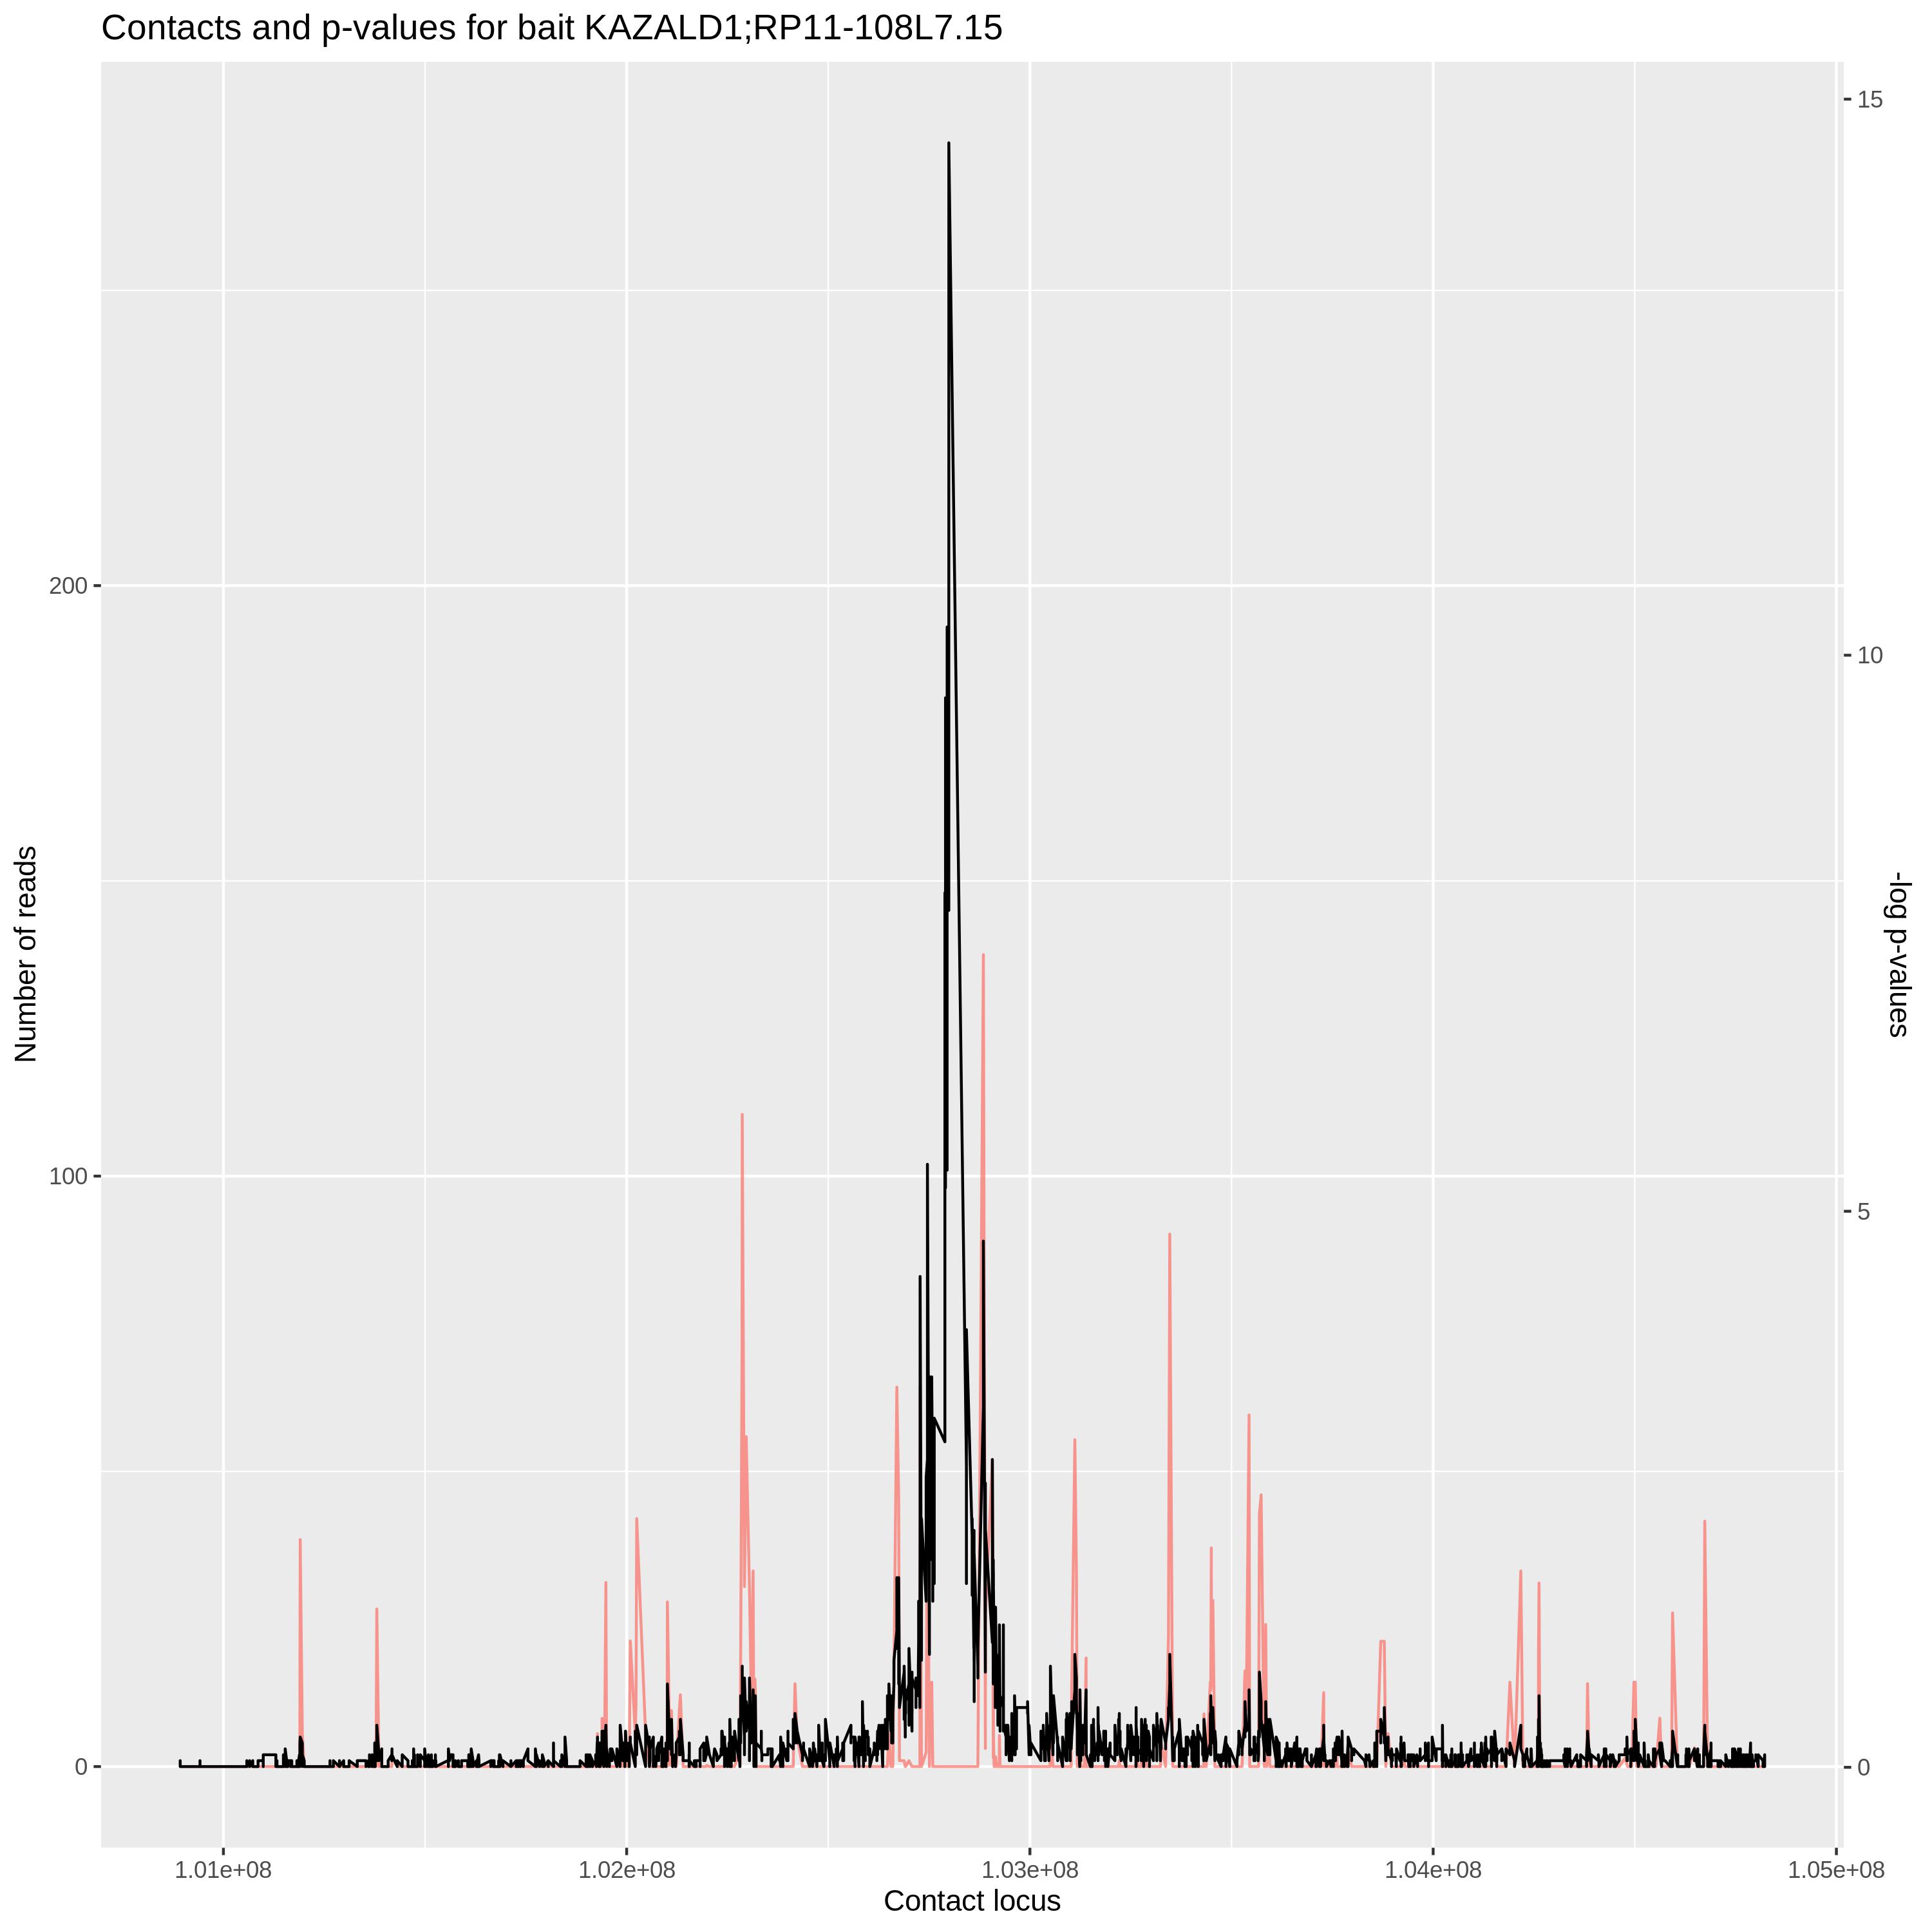 Contacts and p-values for bait KAZALD1;RP11-108L7.15
Number of reads
200
100
0
15
10
5
0
-log p-values
1.01e+08 1.02e+08 1.03e+08 1.04e+08 1.05e+08
Contact locus